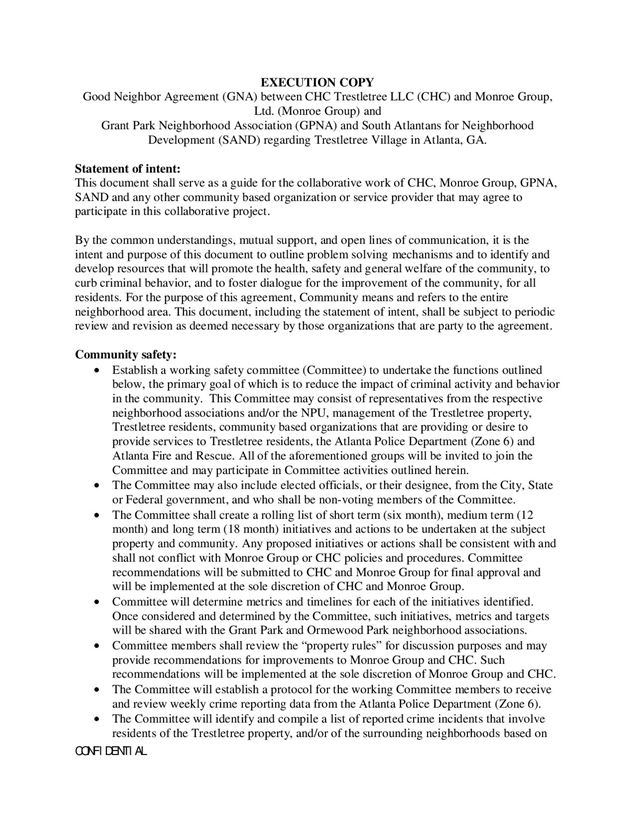 EXECUTION COPY
Good Neighbor Agreement (GNA) between CHC Trestletree LLC (CHC) and Monroe Group,
Ltd. (Monroe Group) and
Grant Park Neighborhood Association (GPNA) and South Atlantans for Neighborhood
Development (SAND) regarding Trestletree Village in Atlanta, GA.
Statement of intent:
This document shall serve as a guide for the collaborative work of CHC, Monroe Group, GPNA,
SAND and any other community based organization or service provider that may agree to
participate in this collaborative project.
By the common understandings, mutual support, and open lines of communication, it is the
intent and purpose of this document to outline problem solving mechanisms and to identify and
develop resources that will promote the health, safety and general welfare of the community, to
curb criminal behavior, and to foster dialogue for the improvement of the community, for all
residents. For the purpose of this agreement, Community means and refers to the entire
neighborhood area. This document, including the statement of intent, shall be subject to periodic
review and revision as deemed necessary by those organizations that are party to the agreement.
Community safety:
• Establish a working safety committee (Committee) to undertake the functions outlined
below, the primary goal of which is to reduce the impact of criminal activity and behavior
in the community. This Committee may consist of representatives from the respective
neighborhood associations and/or the NPU, management of the Trestletree property,
Trestletree residents, community based organizations that are providing or desire to
provide services to Trestletree residents, the Atlanta Police Department (Zone 6) and
Atlanta Fire and Rescue. All of the aforementioned groups will be invited to join the
Committee and may participate in Committee activities outlined herein.
• The Committee may also include elected officials, or their designee, from the City, State
or Federal government, and who shall be non-voting members of the Committee.
• The Committee shall create a rolling list of short term (six month), medium term (12
month) and long term (18 month) initiatives and actions to be undertaken at the subject
property and community. Any proposed initiatives or actions shall be consistent with and
shall not conflict with Monroe Group or CHC policies and procedures. Committee
recommendations will be submitted to CHC and Monroe Group for final approval and
will be implemented at the sole discretion of CHC and Monroe Group.
• Committee will determine metrics and timelines for each of the initiatives identified.
Once considered and determined by the Committee, such initiatives, metrics and targets
will be shared with the Grant Park and Ormewood Park neighborhood associations.
• Committee members shall review the “property rules” for discussion purposes and may
provide recommendations for improvements to Monroe Group and CHC. Such
recommendations will be implemented at the sole discretion of Monroe Group and CHC.
• The Committee will establish a protocol for the working Committee members to receive
and review weekly crime reporting data from the Atlanta Police Department (Zone 6).
• The Committee will identify and compile a list of reported crime incidents that involve
residents of the Trestletree property, and/or of the surrounding neighborhoods based on
CONFIDENTIAL